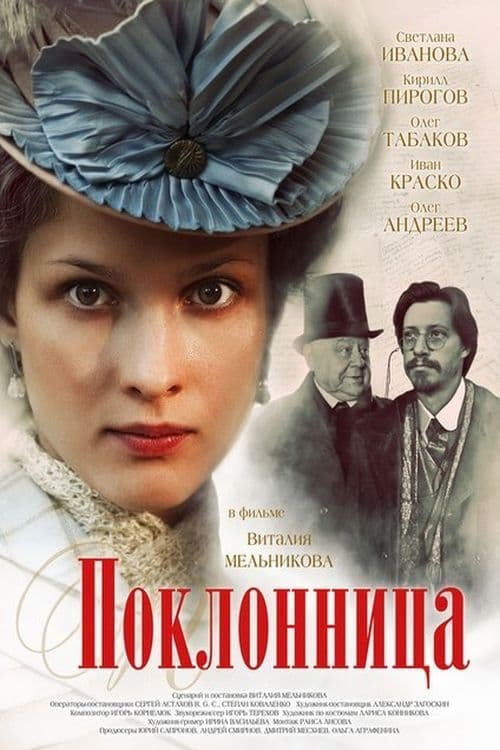 Светлана
ИВАНОВА
Кирилл
ПИРОГОВ
Олег
ТАБАКОВ
Иван
КРАСКО
Олег
АНДРЕЕВ
в фильме
Виталия
МЕЛЬНИКОВА
Поклонница
Сценарий и постановка ВИТАЛИЯ МЕЛЬНИКОВА
Операторы-постановщики СЕРГЕЙ АСТАХОВ R. G. C., СТЕПАН КОВАЛЕНКО Художник-постановщик АЛЕКСАНДР ЗАГОСКИН
Композитор ИГОРЬ КОРНЕЛЮК Звукорежиссер ИГОРЬ ТЕРЕХОВ Художник по костюмам ЛАРИСА КОННИКОВА
Художник-гример ИРИНА ВАСИЛЬЕВА Монтаж РАИСА ЛИСОВА
Продюсеры ЮРИЙ САПРОНОВ, АНДРЕЙ СМИРНОВ, ДМИТРИЙ МЕСХИЕВ, ОЛЬГА АГРАФЕНИНА